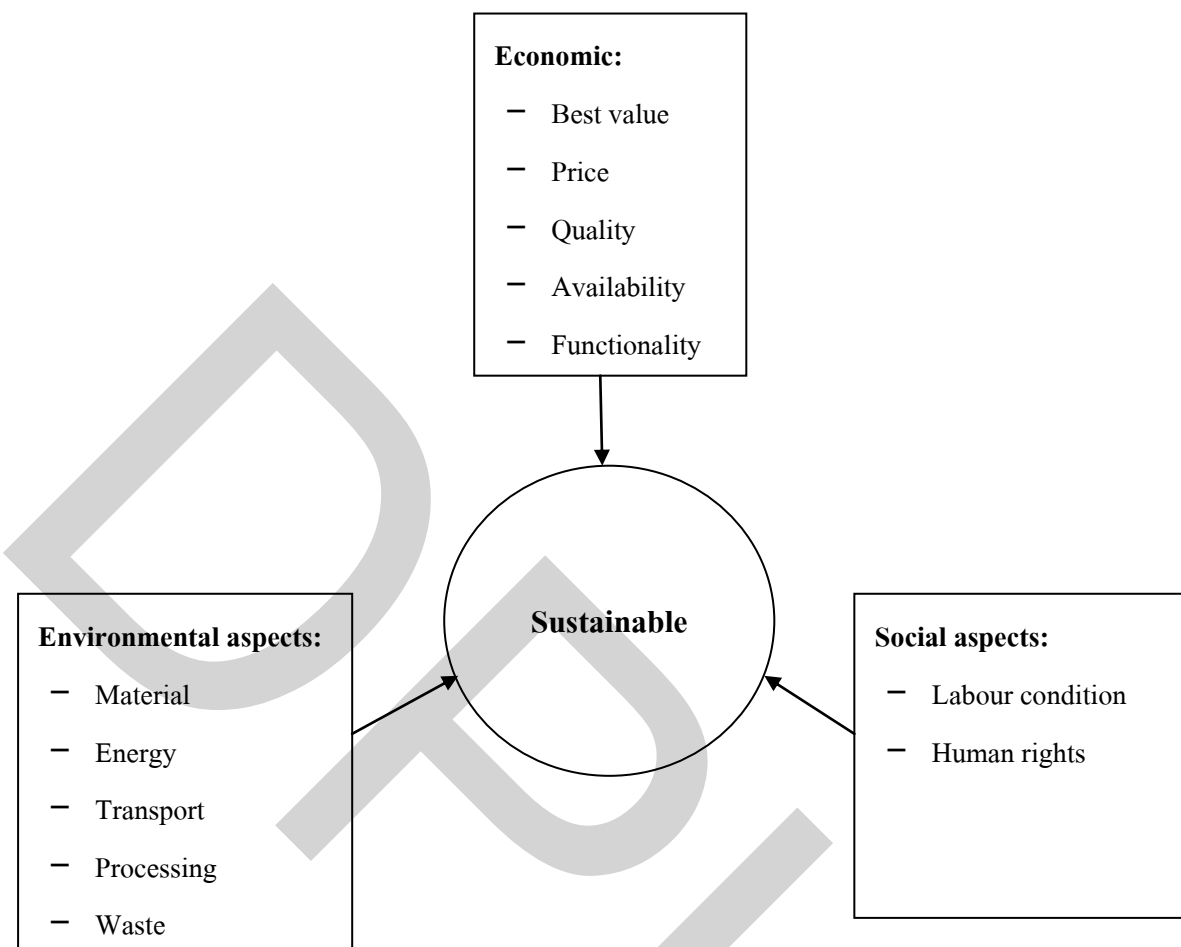 Economic:
– Best value
– Price
– Quality
– Availability
– Functionality
Sustainable
Environmental aspects:
– Material
– Energy
– Transport
– Processing
– Waste
Social aspects:
– Labour condition
– Human rights